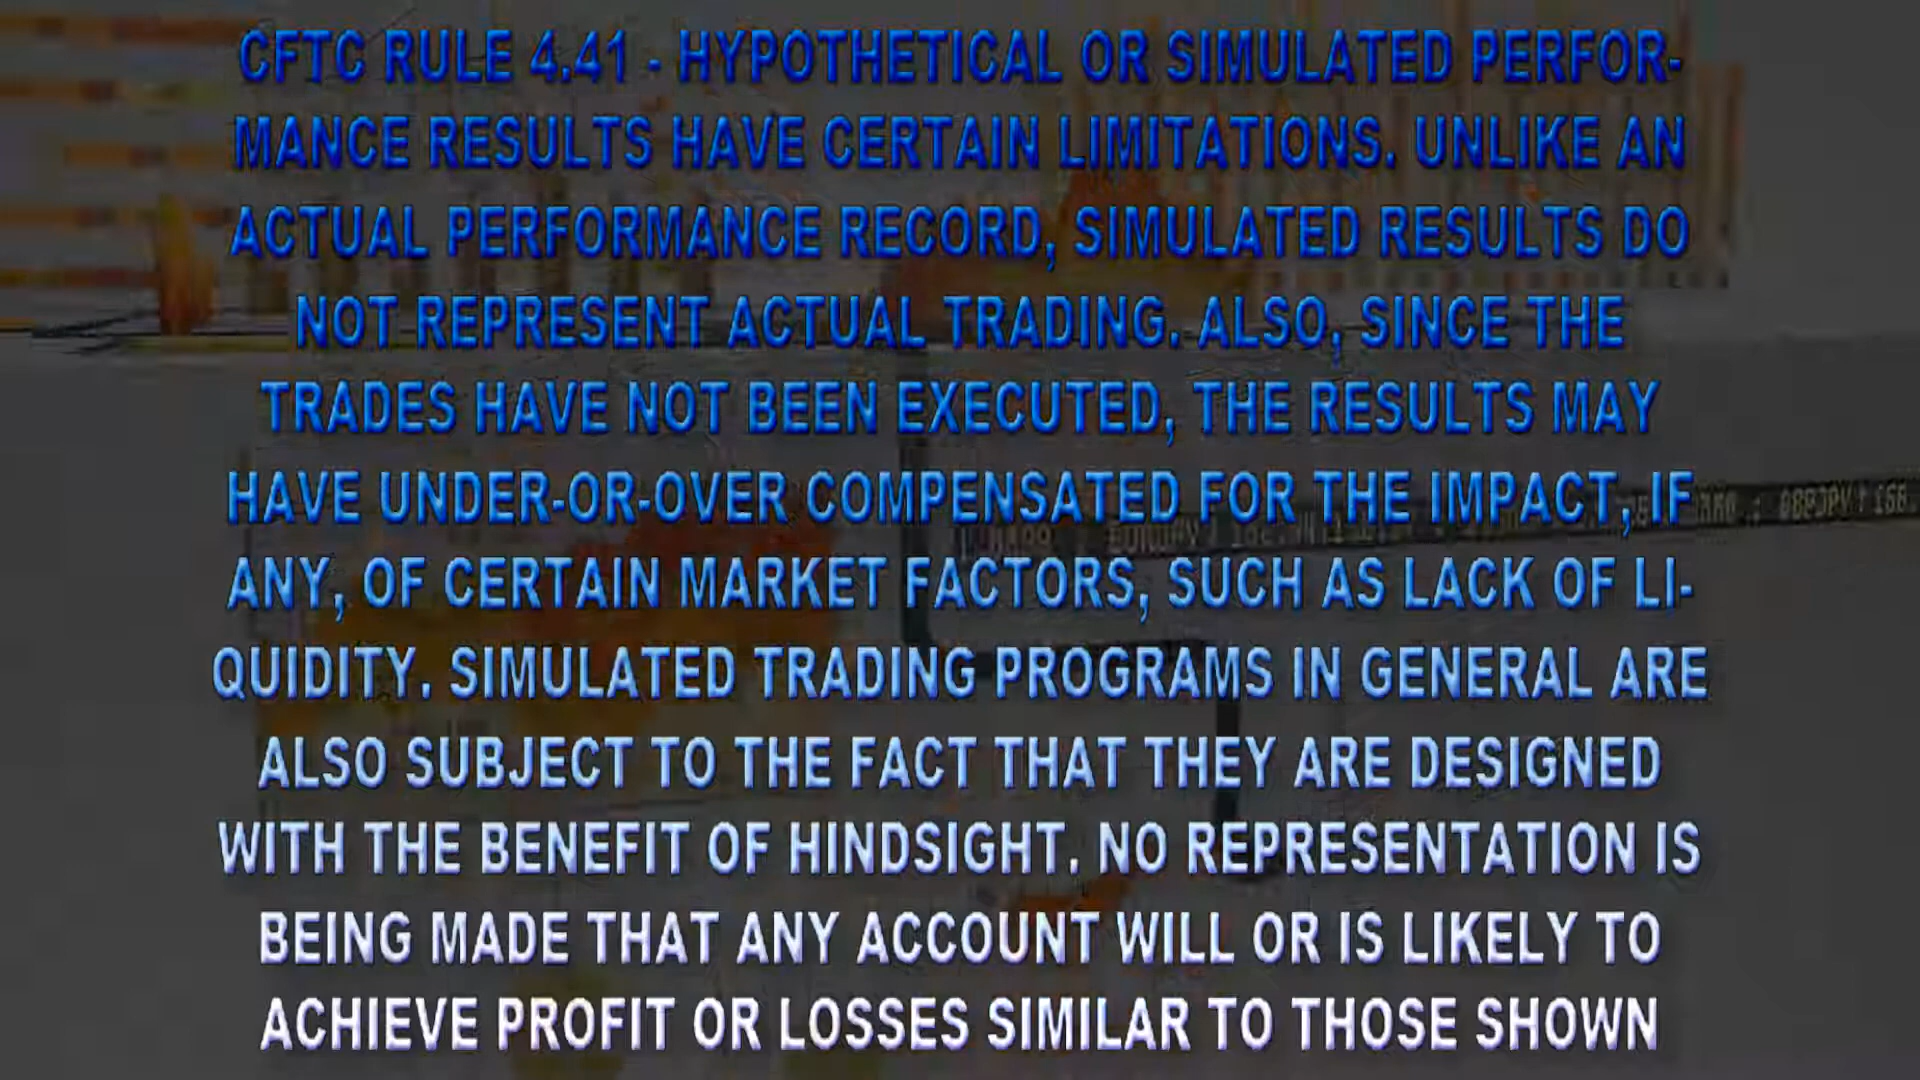 CFTC RULE 4.41 - HYPOTHETICAL OR SIMULATED PERFOR-
MANCE RESULTS HAVE CERTAIN LIMITATIONS. UNLIKE AN
ACTUAL PERFORMANCE RECORD, SIMULATED RESULTS DO
NOT REPRESENT ACTUAL TRADING. ALSO, SINCE THE
TRADES HAVE NOT BEEN EXECUTED, THE RESULTS MAY
HAVE UNDER-OR-OVER COMPENSATED FOR THE IMPACT, IF
ANY, OF CERTAIN MARKET FACTORS, SUCH AS LACK OF LI-
QUIDITY. SIMULATED TRADING PROGRAMS IN GENERAL ARE
ALSO SUBJECT TO THE FACT THAT THEY ARE DESIGNED
WITH THE BENEFIT OF HINDSIGHT. NO REPRESENTATION IS
BEING MADE THAT ANY ACCOUNT WILL OR IS LIKELY TO
ACHIEVE PROFIT OR LOSSES SIMILAR TO THOSE SHOWN